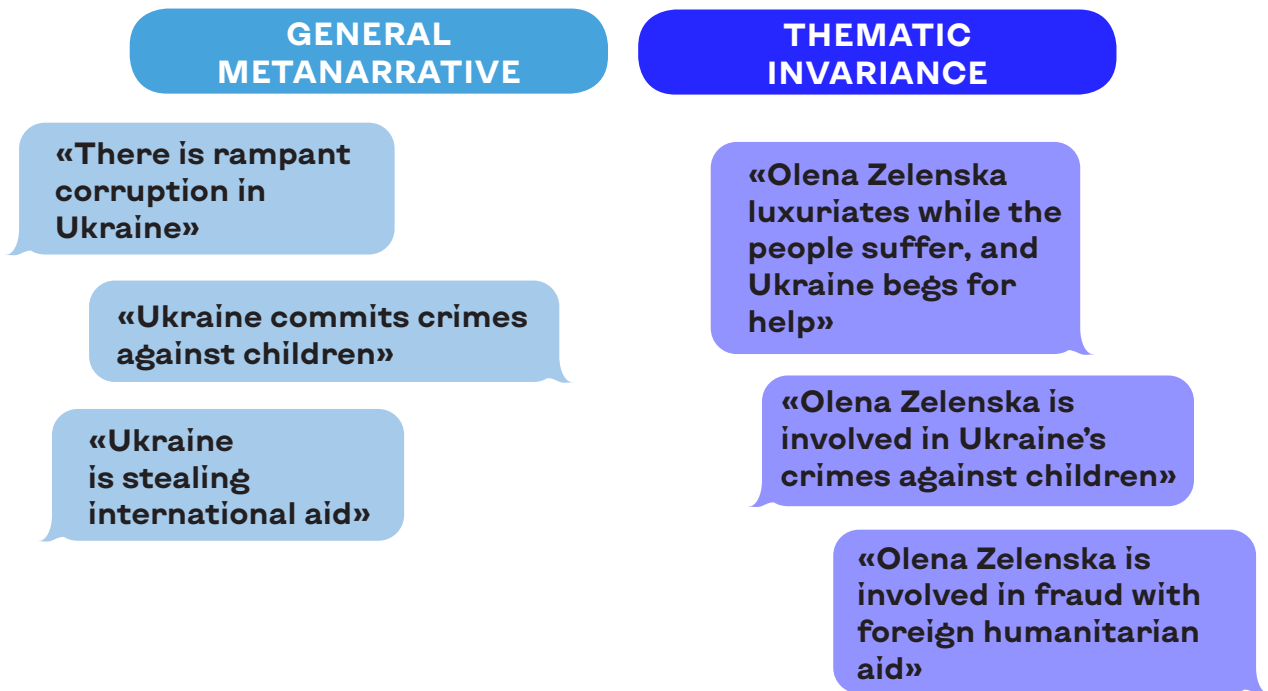 GENERAL
METANARRATIVE
«There is rampant
corruption in
Ukraine»
«Ukraine commits crimes
against children»
«Ukraine
is stealing
international aid»
THEMATIC
INVARIANCE
«Olena Zelenska
luxuriates while the
people suffer, and
Ukraine begs for
help»
«Olena Zelenska is
involved in Ukraine’s
crimes against children»
«Olena Zelenska is
involved in fraud with
foreign humanitarian
aid»